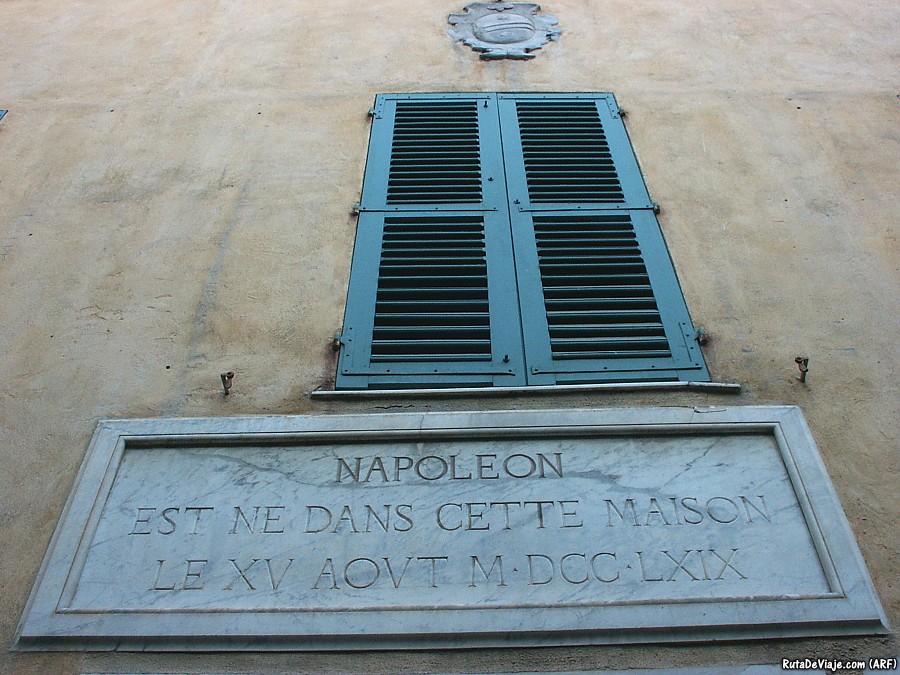 NAPOLEON
EST NE DANS CETTE MAISON
LE XV AOVT M·DCC·LXIX
RutaDeViaje.com (ARF)